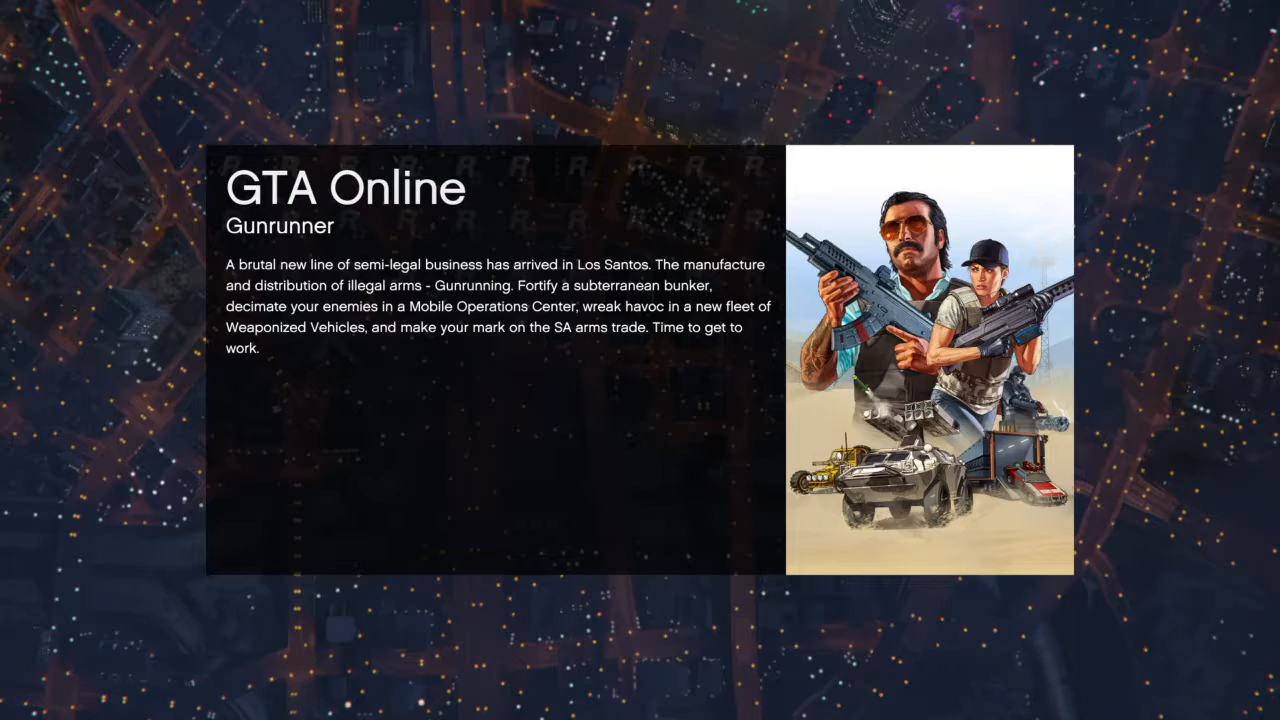 GTA Online
Gunrunner
A brutal new line of semi-legal business has arrived in Los Santos. The manufacture
and distribution of illegal arms - Gunrunning. Fortify a subterranean bunker,
decimate your enemies in a Mobile Operations Center, wreak havoc in a new fleet of
Weaponized Vehicles, and make your mark on the SA arms trade. Time to get to
work.